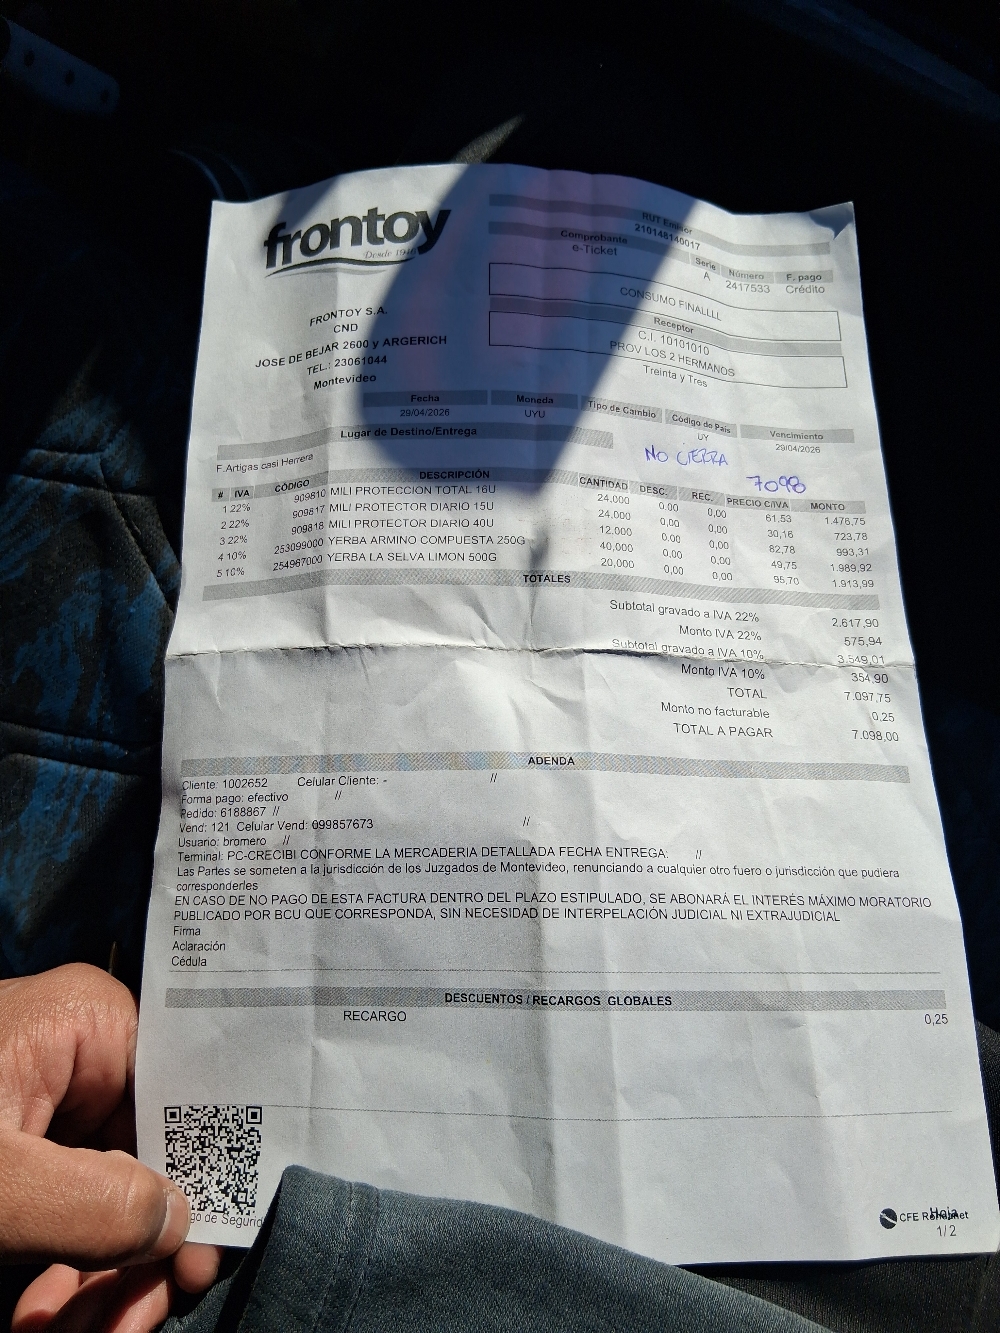 frontoy
Desde 1946
RUT Emisor
210148140017
Comprobante
e-Ticket
Serie Número F. pago
A 2417533 Crédito
CONSUMO FINALLLL
Receptor
C.I. 10101010
PROV LOS 2 HERMANOS
Treinta y Tres
FRONTOY S.A.
CND
JOSE DE BEJAR 2600 y ARGERICH
TEL.: 23061044
Montevideo
Fecha Moneda Tipo de Cambio Código de País Vencimiento
29/04/2026 UYU UY 29/04/2026
Lugar de Destino/Entrega
F.Artigas casi Herrera
NO CIERRA
7098
# IVA CÓDIGO DESCRIPCIÓN CANTIDAD DESC. REC. PRECIO C/IVA MONTO
1 22% 909810 MILI PROTECCION TOTAL 16U 24,000 0,00 0,00 61,53 1.476,75
2 22% 909817 MILI PROTECTOR DIARIO 15U 24,000 0,00 0,00 30,16 723,78
3 22% 909818 MILI PROTECTOR DIARIO 40U 12,000 0,00 0,00 82,78 993,31
4 10% 253099000 YERBA ARMINO COMPUESTA 250G 40,000 0,00 0,00 49,75 1.989,92
5 10% 254967000 YERBA LA SELVA LIMON 500G 20,000 0,00 0,00 95,70 1.913,99
TOTALES
Subtotal gravado a IVA 22% 2.617,90
Monto IVA 22% 575,94
Subtotal gravado a IVA 10% 3.549,01
Monto IVA 10% 354,90
TOTAL 7.097,75
Monto no facturable 0,25
TOTAL A PAGAR 7.098,00
ADENDA
Cliente: 1002652 Celular Cliente: - //
Forma pago: efectivo //
Pedido: 6188867 //
Vend: 121 Celular Vend: 099857673 //
Usuario: bromero //
Terminal: PC-CRECIBI CONFORME LA MERCADERIA DETALLADA FECHA ENTREGA: //
Las Partes se someten a la jurisdicción de los Juzgados de Montevideo, renunciando a cualquier otro fuero o jurisdicción que pudiera
corresponderles
EN CASO DE NO PAGO DE ESTA FACTURA DENTRO DEL PLAZO ESTIPULADO, SE ABONARÁ EL INTERÉS MÁXIMO MORATORIO
PUBLICADO POR BCU QUE CORRESPONDA, SIN NECESIDAD DE INTERPELACIÓN JUDICIAL NI EXTRAJUDICIAL
Firma
Aclaración
Cédula
DESCUENTOS / RECARGOS GLOBALES
RECARGO 0,25
go de Segurid
CFE
Hoja
1/2